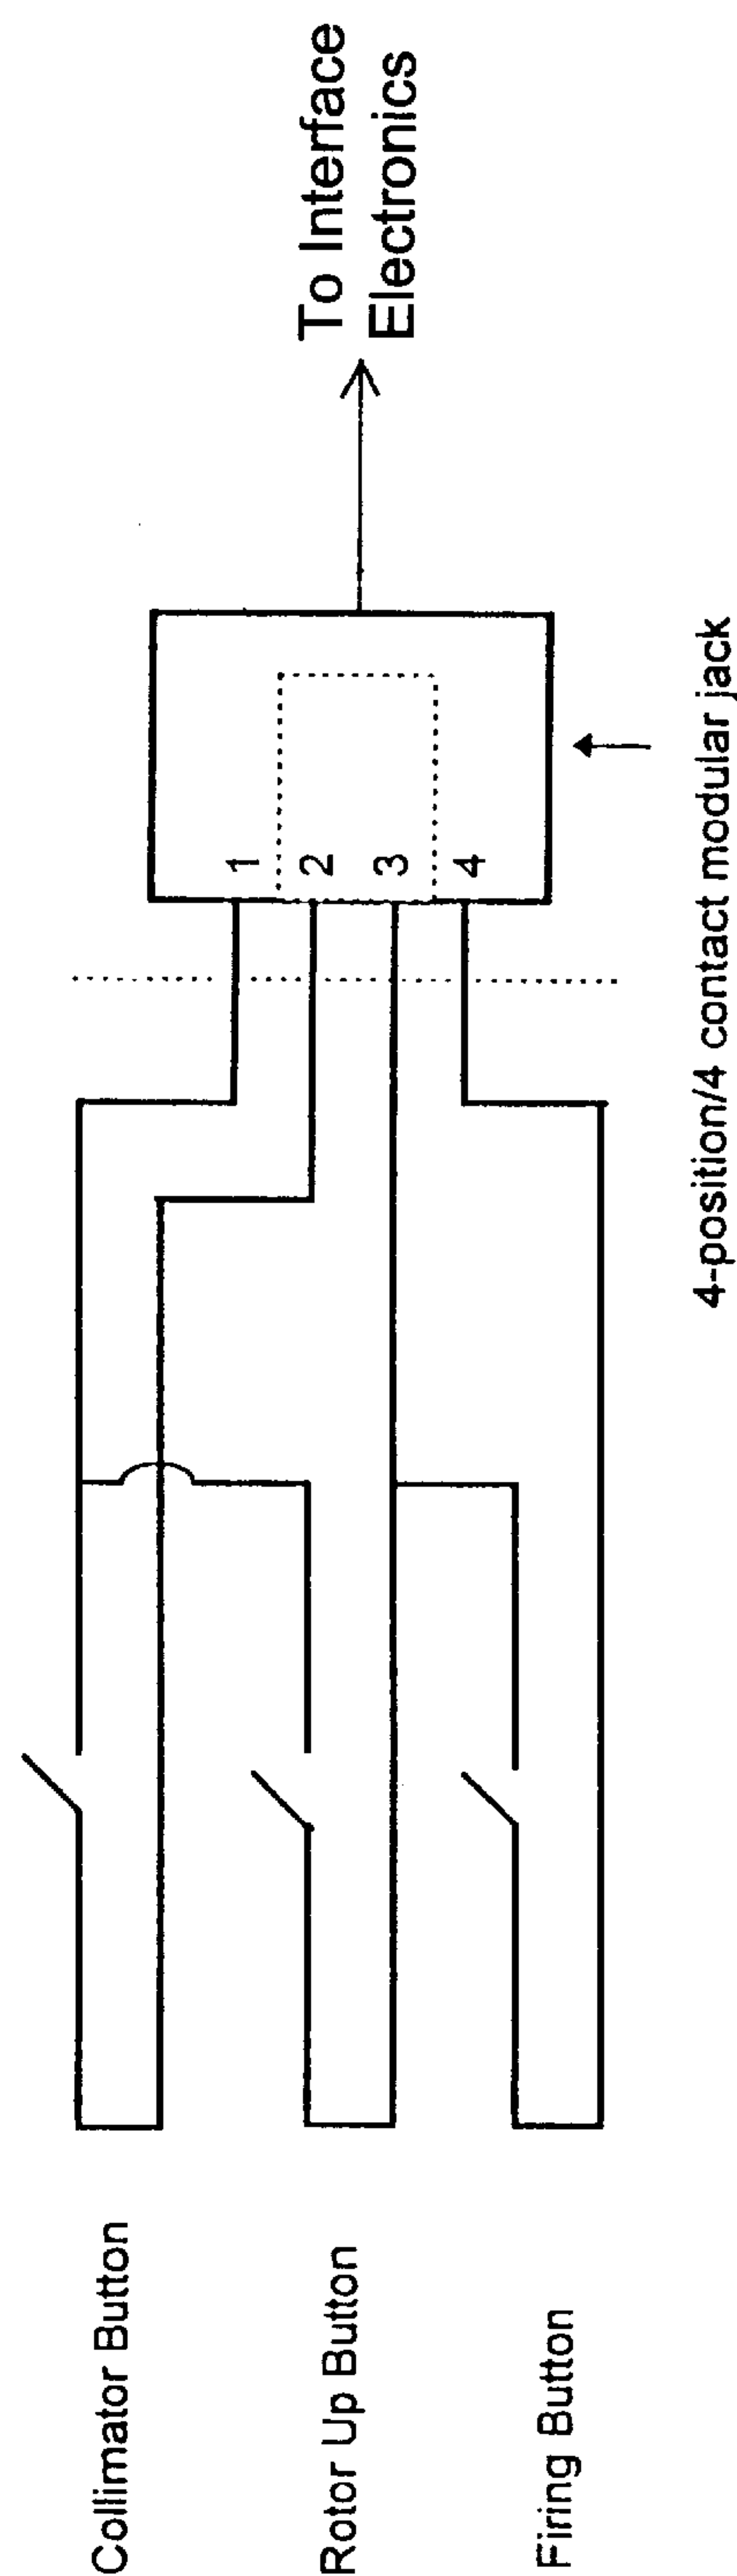 Collimator Button
Rotor Up Button
Firing Button
1
2
3
4
To Interface
Electronics
4-position/4 contact modular jack